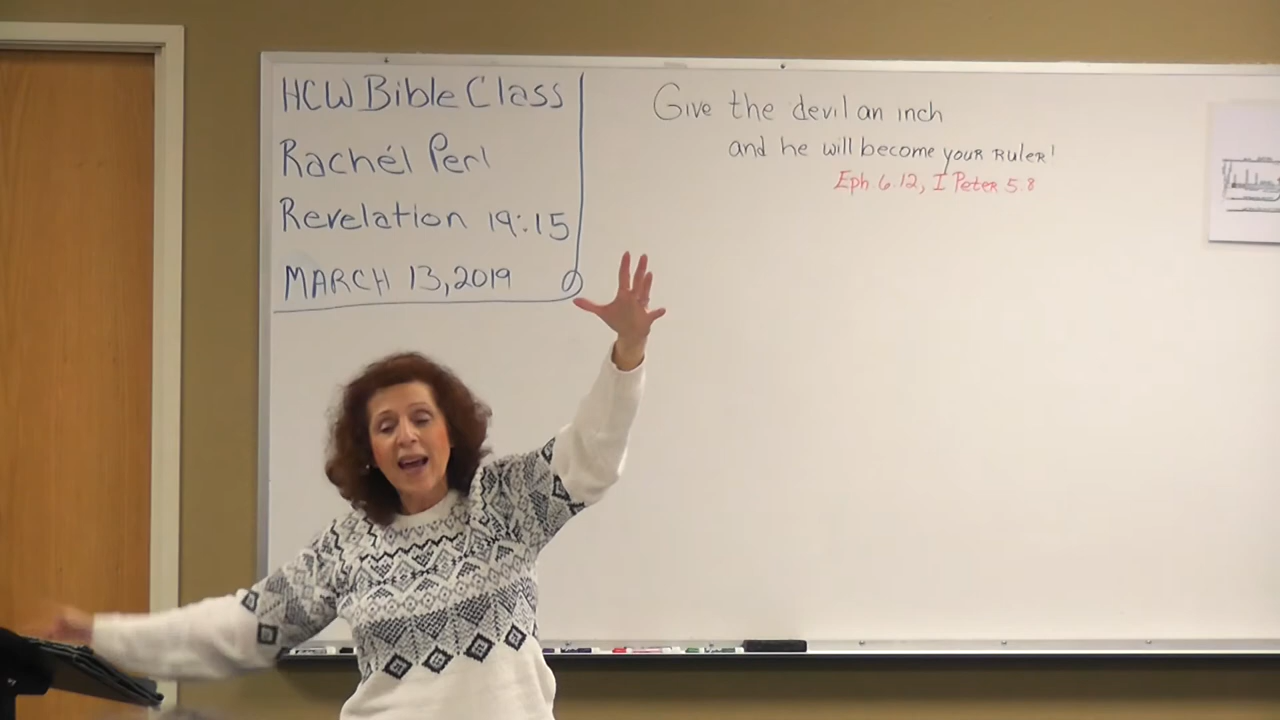 HCW Bible Class
Rachél Perl
Revelation 19:15
MARCH 13, 2019
Give the devil an inch
and he will become your RULER!
Eph 6.12, I Peter 5.8